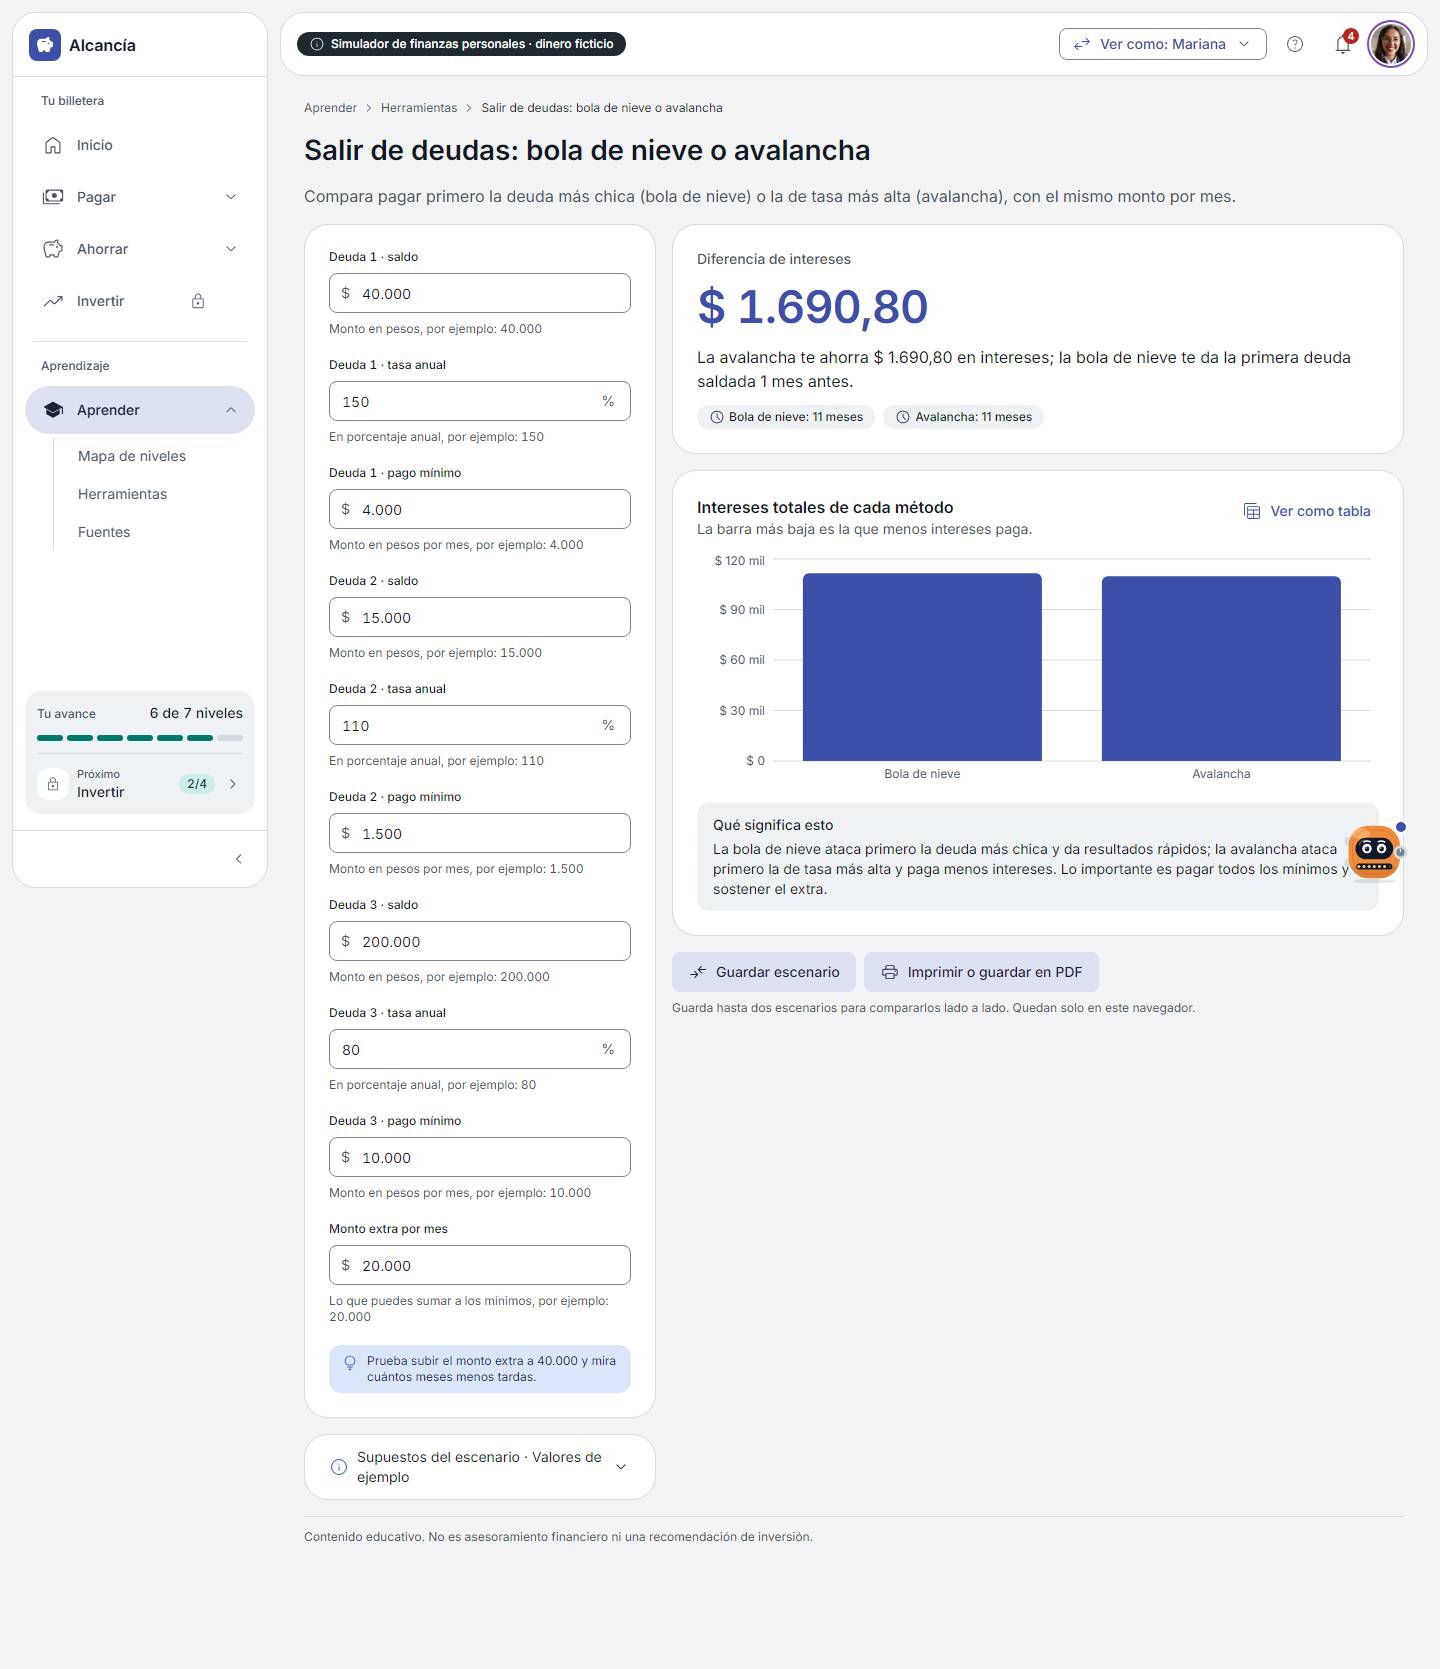 Alcancía
Simulador de finanzas personales · dinero ficticio
Ver como: Mariana
4
Tu billetera
Inicio
Pagar
Ahorrar
Invertir
Aprendizaje
Aprender
Mapa de niveles
Herramientas
Fuentes
Tu avance
6 de 7 niveles
Próximo
Invertir
2/4
Aprender
Herramientas
Salir de deudas: bola de nieve o avalancha
Salir de deudas: bola de nieve o avalancha
Compara pagar primero la deuda más chica (bola de nieve) o la de tasa más alta (avalancha), con el mismo monto por mes.
Deuda 1 · saldo
$ 40.000
Monto en pesos, por ejemplo: 40.000
Deuda 1 · tasa anual
150 %
En porcentaje anual, por ejemplo: 150
Deuda 1 · pago mínimo
$ 4.000
Monto en pesos por mes, por ejemplo: 4.000
Deuda 2 · saldo
$ 15.000
Monto en pesos, por ejemplo: 15.000
Deuda 2 · tasa anual
110 %
En porcentaje anual, por ejemplo: 110
Deuda 2 · pago mínimo
$ 1.500
Monto en pesos por mes, por ejemplo: 1.500
Deuda 3 · saldo
$ 200.000
Monto en pesos, por ejemplo: 200.000
Deuda 3 · tasa anual
80 %
En porcentaje anual, por ejemplo: 80
Deuda 3 · pago mínimo
$ 10.000
Monto en pesos por mes, por ejemplo: 10.000
Monto extra por mes
$ 20.000
Lo que puedes sumar a los mínimos, por ejemplo:
20.000
Prueba subir el monto extra a 40.000 y mira
cuántos meses menos tardas.
Supuestos del escenario · Valores de
ejemplo
Diferencia de intereses
$ 1.690,80
La avalancha te ahorra $ 1.690,80 en intereses; la bola de nieve te da la primera deuda
saldada 1 mes antes.
Bola de nieve: 11 meses
Avalancha: 11 meses
Intereses totales de cada método
La barra más baja es la que menos intereses paga.
Ver como tabla
$ 120 mil
$ 90 mil
$ 60 mil
$ 30 mil
$ 0
Bola de nieve
Avalancha
Qué significa esto
La bola de nieve ataca primero la deuda más chica y da resultados rápidos; la avalancha ataca
primero la de tasa más alta y paga menos intereses. Lo importante es pagar todos los mínimos y
sostener el extra.
Guardar escenario
Imprimir o guardar en PDF
Guarda hasta dos escenarios para compararlos lado a lado. Quedan solo en este navegador.
Contenido educativo. No es asesoramiento financiero ni una recomendación de inversión.